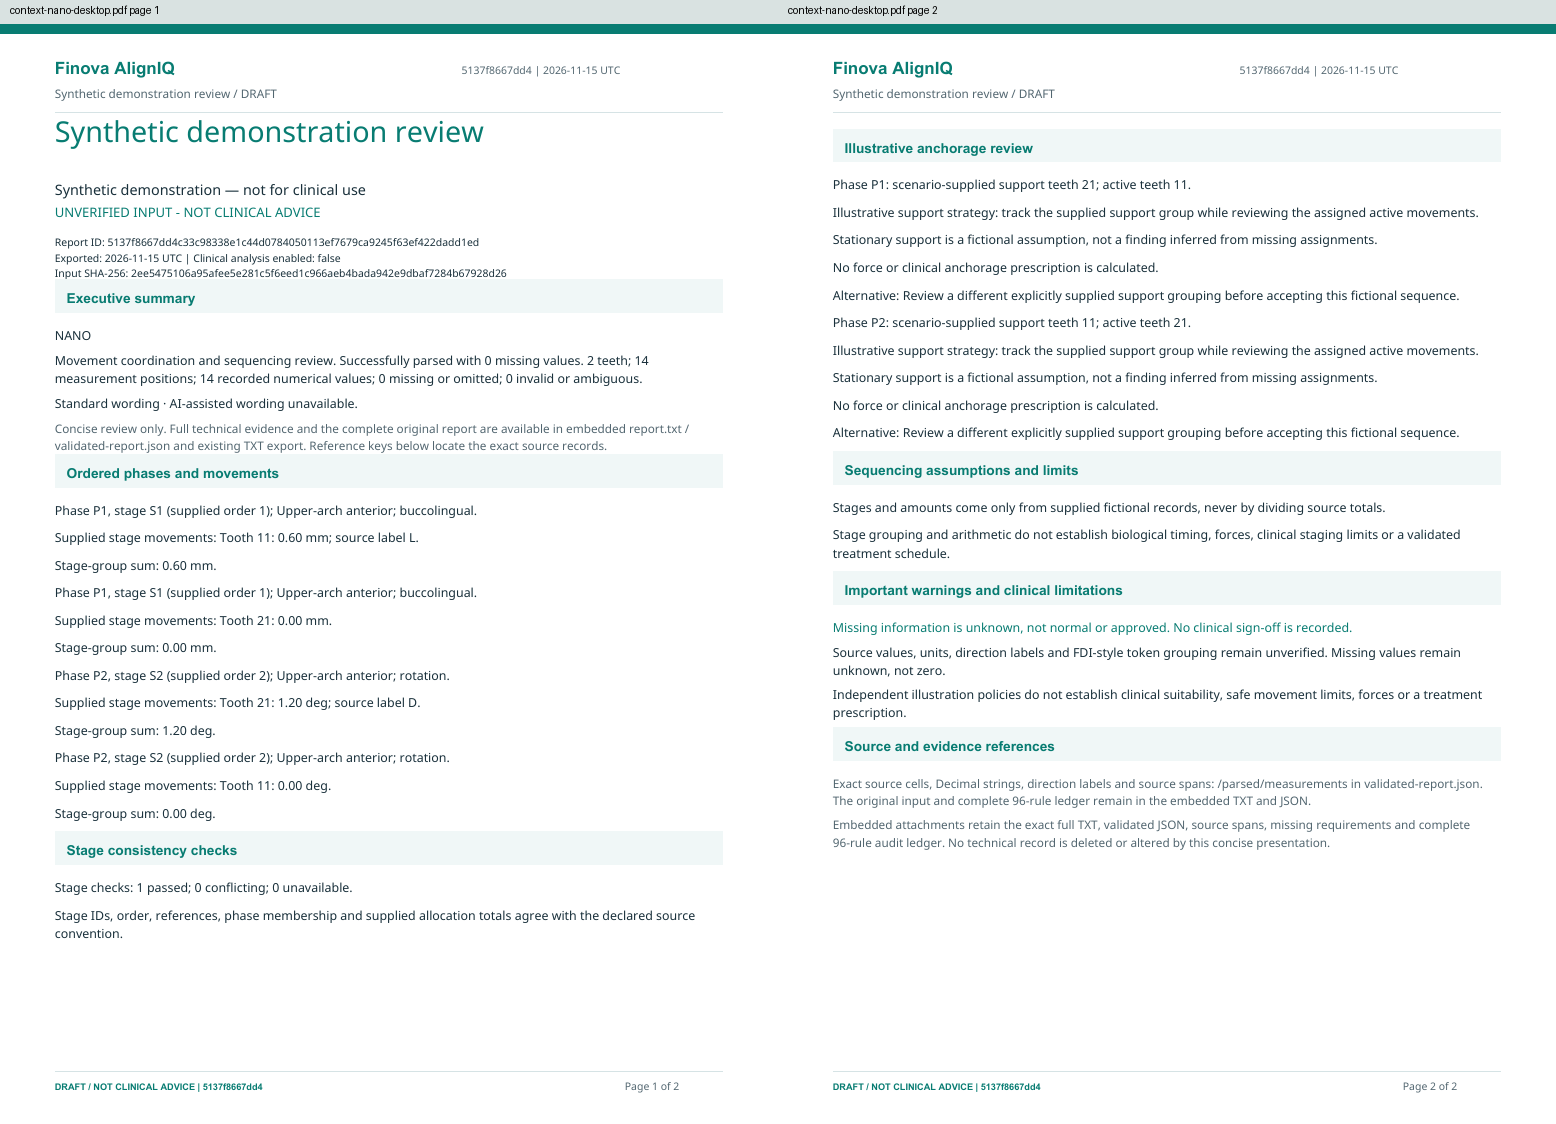 context-nano-desktop.pdf page 1
Finova AlignIQ
5137f8667dd4 | 2026-11-15 UTC
Synthetic demonstration review / DRAFT
Synthetic demonstration review
Synthetic demonstration — not for clinical use
UNVERIFIED INPUT - NOT CLINICAL ADVICE
Report ID: 5137f8667dd4c33c98338e1c44d0784050113ef7679ca9245f63ef422dadd1ed
Exported: 2026-11-15 UTC | Clinical analysis enabled: false
Input SHA-256: 2ee5475106a95afee5e281c5f6eed1c966aeb4bada942e9dbaf7284b67928d26
Executive summary
NANO
Movement coordination and sequencing review. Successfully parsed with 0 missing values. 2 teeth; 14
measurement positions; 14 recorded numerical values; 0 missing or omitted; 0 invalid or ambiguous.
Standard wording · AI-assisted wording unavailable.
Concise review only. Full technical evidence and the complete original report are available in embedded report.txt /
validated-report.json and existing TXT export. Reference keys below locate the exact source records.
Ordered phases and movements
Phase P1, stage S1 (supplied order 1); Upper-arch anterior; buccolingual.
Supplied stage movements: Tooth 11: 0.60 mm; source label L.
Stage-group sum: 0.60 mm.
Phase P1, stage S1 (supplied order 1); Upper-arch anterior; buccolingual.
Supplied stage movements: Tooth 21: 0.00 mm.
Stage-group sum: 0.00 mm.
Phase P2, stage S2 (supplied order 2); Upper-arch anterior; rotation.
Supplied stage movements: Tooth 21: 1.20 deg; source label D.
Stage-group sum: 1.20 deg.
Phase P2, stage S2 (supplied order 2); Upper-arch anterior; rotation.
Supplied stage movements: Tooth 11: 0.00 deg.
Stage-group sum: 0.00 deg.
Stage consistency checks
Stage checks: 1 passed; 0 conflicting; 0 unavailable.
Stage IDs, order, references, phase membership and supplied allocation totals agree with the declared source
convention.
DRAFT / NOT CLINICAL ADVICE | 5137f8667dd4
Page 1 of 2
context-nano-desktop.pdf page 2
Finova AlignIQ
5137f8667dd4 | 2026-11-15 UTC
Synthetic demonstration review / DRAFT
Illustrative anchorage review
Phase P1: scenario-supplied support teeth 21; active teeth 11.
Illustrative support strategy: track the supplied support group while reviewing the assigned active movements.
Stationary support is a fictional assumption, not a finding inferred from missing assignments.
No force or clinical anchorage prescription is calculated.
Alternative: Review a different explicitly supplied support grouping before accepting this fictional sequence.
Phase P2: scenario-supplied support teeth 11; active teeth 21.
Illustrative support strategy: track the supplied support group while reviewing the assigned active movements.
Stationary support is a fictional assumption, not a finding inferred from missing assignments.
No force or clinical anchorage prescription is calculated.
Alternative: Review a different explicitly supplied support grouping before accepting this fictional sequence.
Sequencing assumptions and limits
Stages and amounts come only from supplied fictional records, never by dividing source totals.
Stage grouping and arithmetic do not establish biological timing, forces, clinical staging limits or a validated
treatment schedule.
Important warnings and clinical limitations
Missing information is unknown, not normal or approved. No clinical sign-off is recorded.
Source values, units, direction labels and FDI-style token grouping remain unverified. Missing values remain
unknown, not zero.
Independent illustration policies do not establish clinical suitability, safe movement limits, forces or a treatment
prescription.
Source and evidence references
Exact source cells, Decimal strings, direction labels and source spans: /parsed/measurements in validated-report.json.
The original input and complete 96-rule ledger remain in the embedded TXT and JSON.
Embedded attachments retain the exact full TXT, validated JSON, source spans, missing requirements and complete
96-rule audit ledger. No technical record is deleted or altered by this concise presentation.
DRAFT / NOT CLINICAL ADVICE | 5137f8667dd4
Page 2 of 2